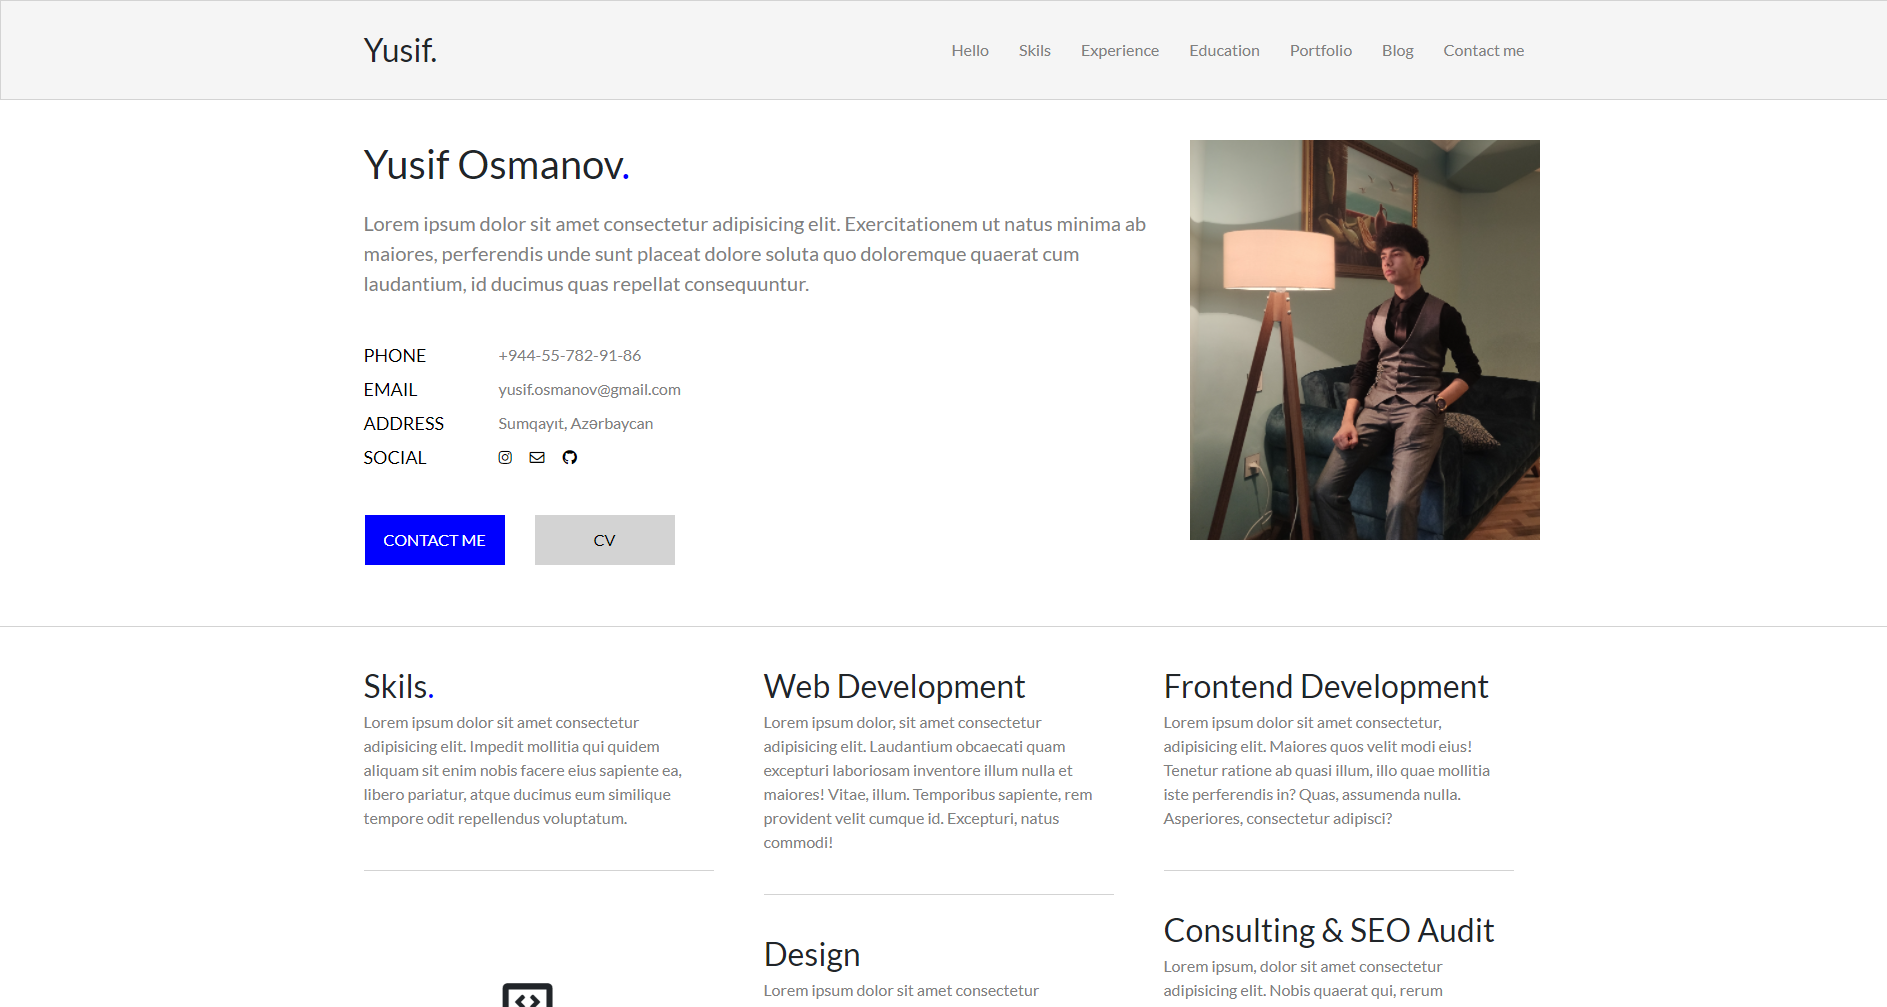 Yusif.
Hello Skils Experience Education Portfolio Blog Contact me
Yusif Osmanov.
Lorem ipsum dolor sit amet consectetur adipisicing elit. Exercitationem ut natus minima ab
maiores, perferendis unde sunt placeat dolore soluta quo doloremque quaerat cum
laudantium, id ducimus quas repellat consequuntur.
PHONE +944-55-782-91-86
EMAIL yusif.osmanov@gmail.com
ADDRESS Sumqayıt, Azərbaycan
SOCIAL
CONTACT ME CV
Skils.
Lorem ipsum dolor sit amet consectetur
adipisicing elit. Impedit mollitia qui quidem
aliquam sit enim nobis facere eius sapiente ea,
libero pariatur, atque ducimus eum similique
tempore odit repellendus voluptatum.
Web Development
Lorem ipsum dolor, sit amet consectetur
adipisicing elit. Laudantium obcaecati quam
excepturi laboriosam inventore illum nulla et
maiores! Vitae, illum. Temporibus sapiente, rem
provident velit cumque id. Excepturi, natus
commodi!
Design
Lorem ipsum dolor sit amet consectetur
Frontend Development
Lorem ipsum dolor sit amet consectetur,
adipisicing elit. Maiores quos velit modi eius!
Tenetur ratione ab quasi illum, illo quae mollitia
iste perferendis in? Quas, assumenda nulla.
Asperiores, consectetur adipisci?
Consulting & SEO Audit
Lorem ipsum, dolor sit amet consectetur
adipisicing elit. Nobis quaerat qui, rerum